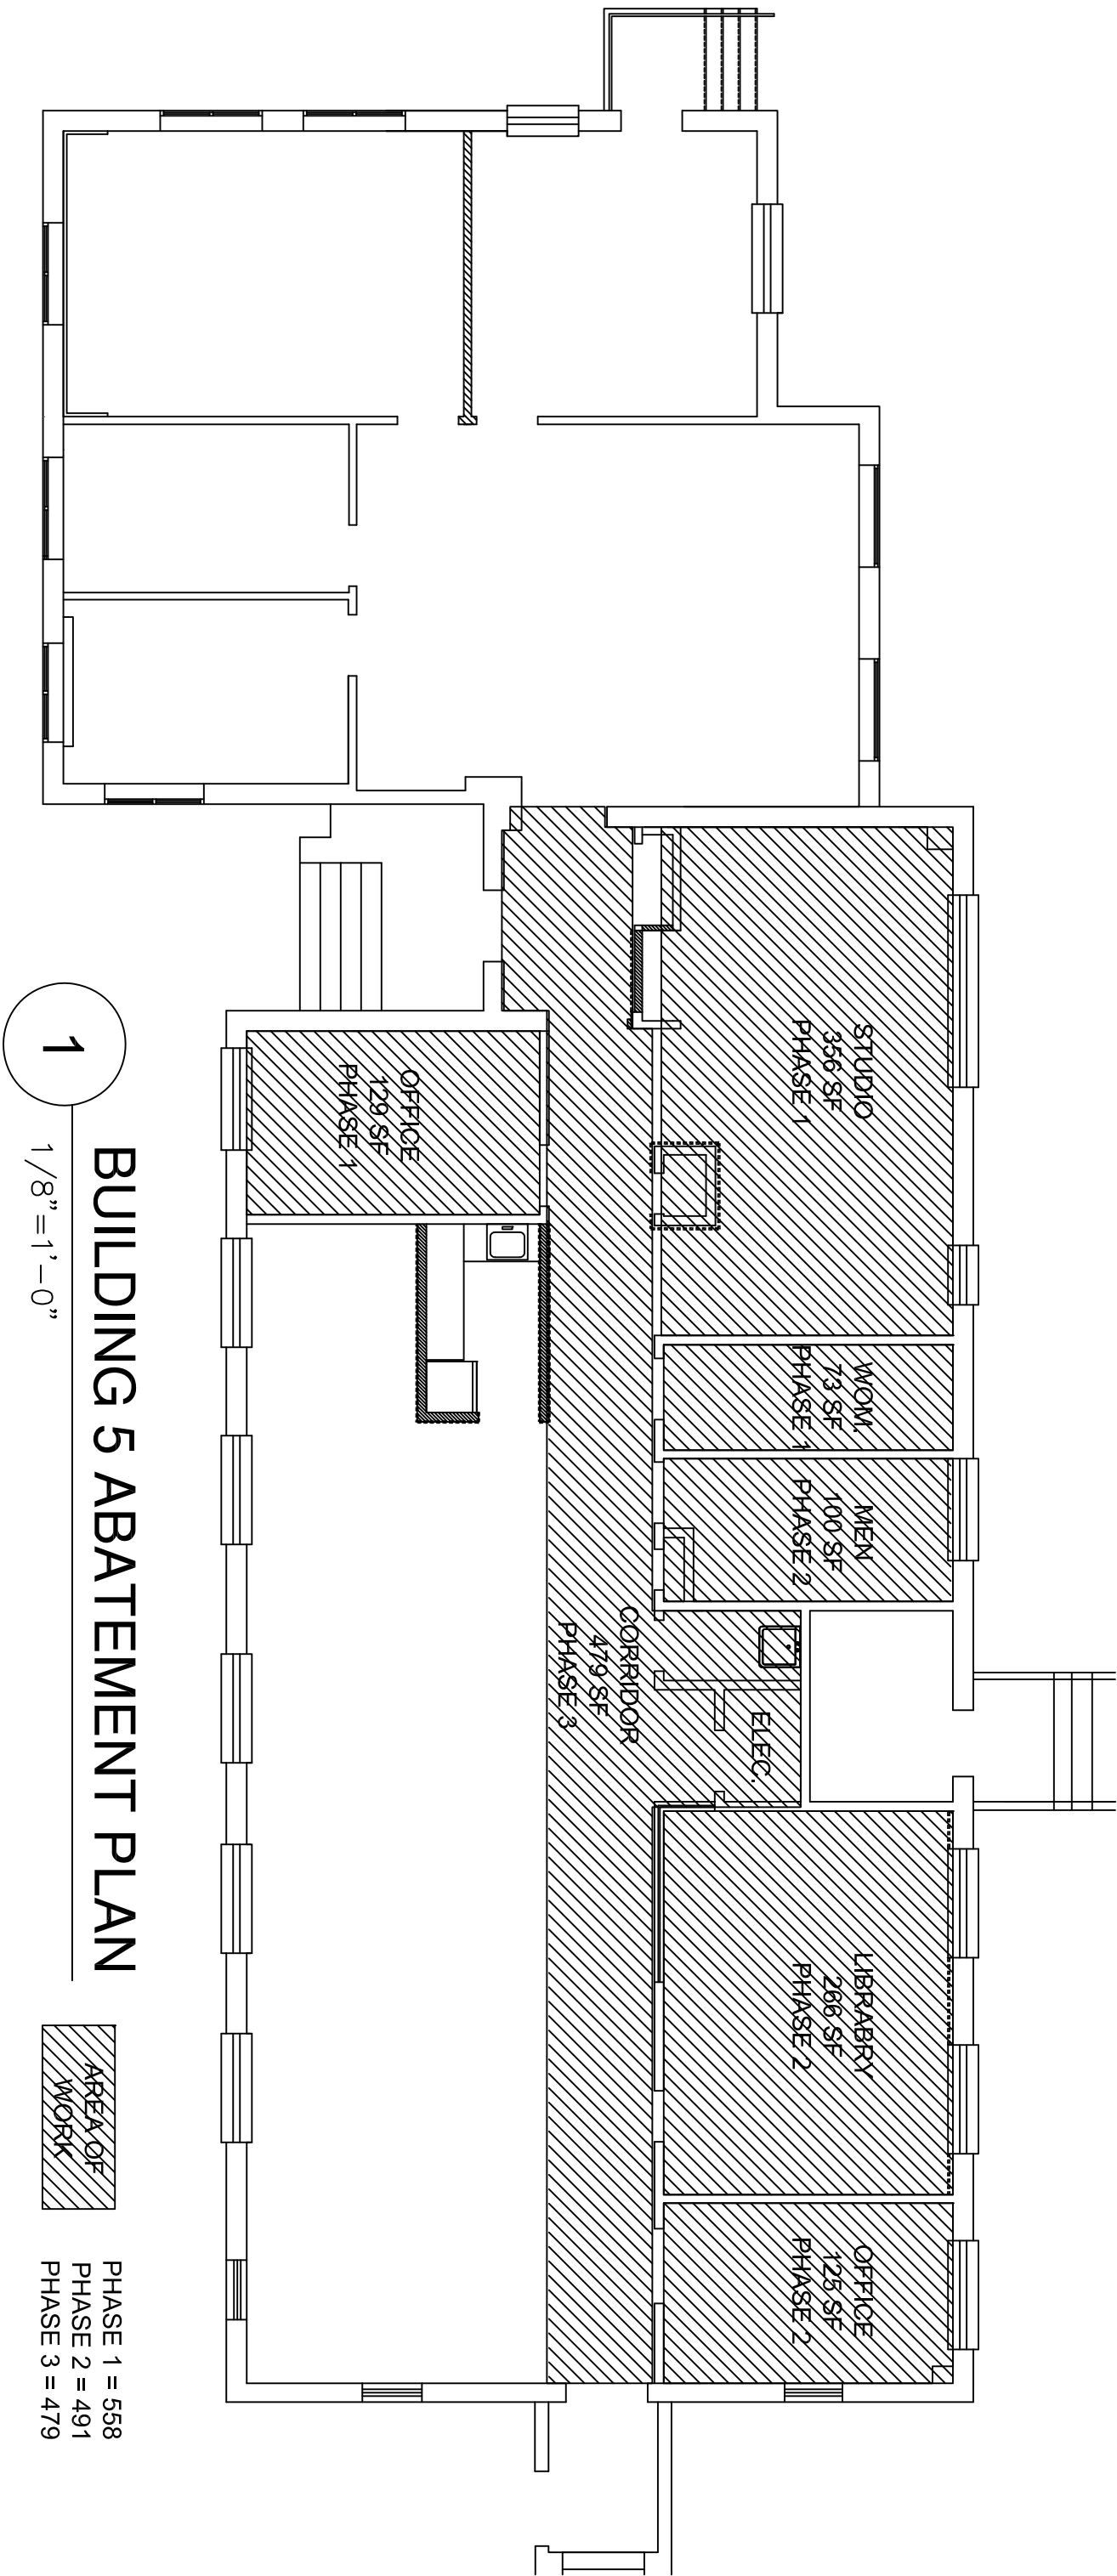 STUDIO
356 SF
PHASE 1
WOM.
73 SF
PHASE 1
MEN
100 SF
PHASE 2
ELEC.
LIBRABRY
266 SF
PHASE 2
OFFICE
125 SF
PHASE 2
CORRIDOR
479 SF
PHASE 3
OFFICE
129 SF
PHASE 1
1
BUILDING 5 ABATEMENT PLAN
1/8"=1'-0"
AREA OF
WORK
PHASE 1 = 558
PHASE 2 = 491
PHASE 3 = 479